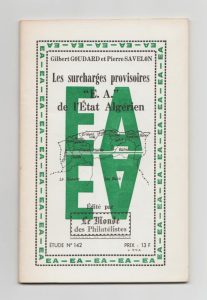 Gilbert GOUDARD et Pierre SAVELON
Les surcharges provisoires
"E. A."
de l'État Algérien
EA
EA
Édité par
Le Monde
des Philatélistes
ÉTUDE N° 142
PRIX : 13 F